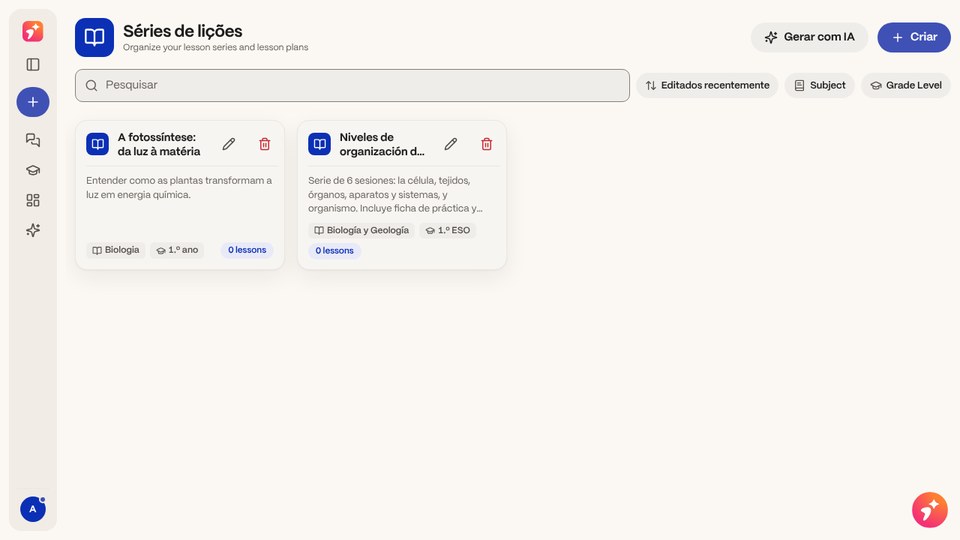 Séries de lições
Organize your lesson series and lesson plans
Gerar com IA
Criar
Pesquisar
Editados recentemente
Subject
Grade Level
A fotossíntese:
da luz à matéria
Entender como as plantas transformam a
luz em energia química.
Biologia
1.º ano
0 lessons
Niveles de
organización d...
Serie de 6 sesiones: la célula, tejidos,
órganos, aparatos y sistemas, y
organismo. Incluye ficha de práctica y...
Biología y Geología
1.º ESO
0 lessons
A